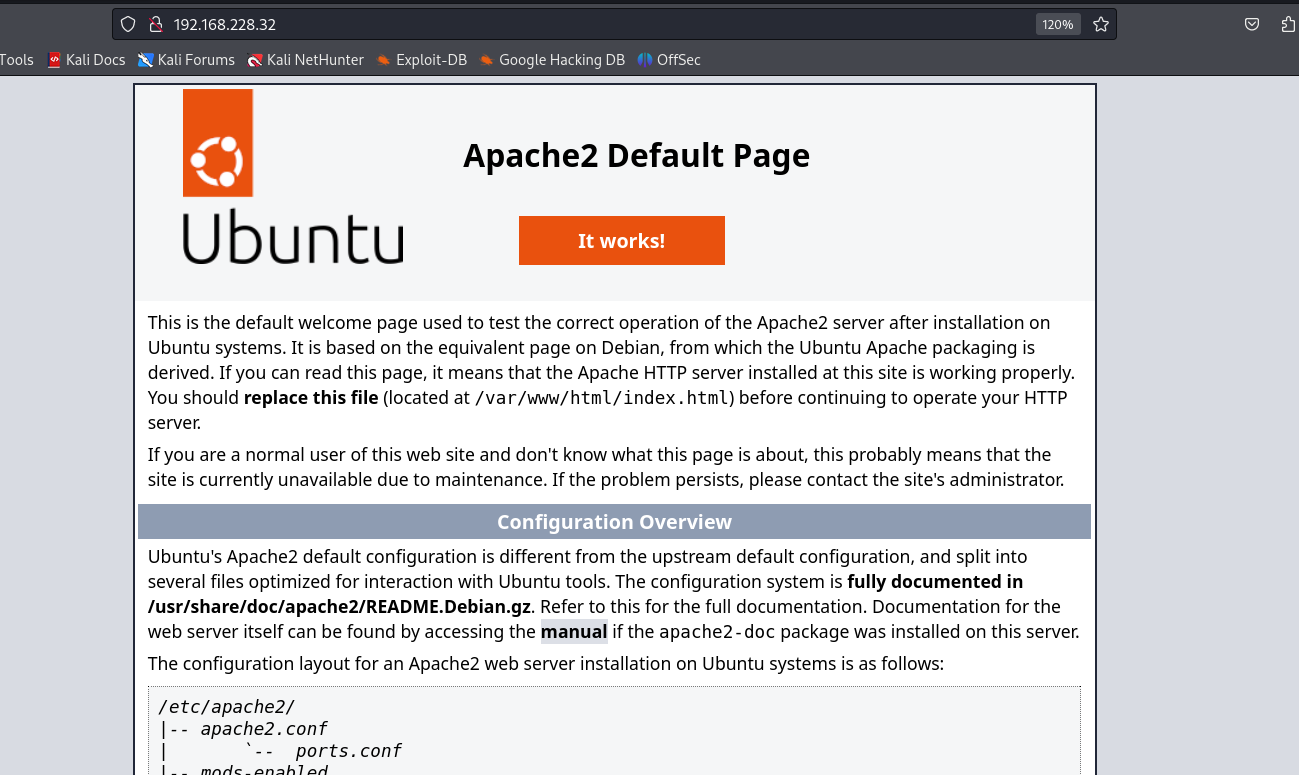 192.168.228.32
120%
Tools
Kali Docs
Kali Forums
Kali NetHunter
Exploit-DB
Google Hacking DB
OffSec
Ubuntu
Apache2 Default Page
It works!
This is the default welcome page used to test the correct operation of the Apache2 server after installation on
Ubuntu systems. It is based on the equivalent page on Debian, from which the Ubuntu Apache packaging is
derived. If you can read this page, it means that the Apache HTTP server installed at this site is working properly.
You should replace this file (located at /var/www/html/index.html) before continuing to operate your HTTP
server.
If you are a normal user of this web site and don't know what this page is about, this probably means that the
site is currently unavailable due to maintenance. If the problem persists, please contact the site's administrator.
Configuration Overview
Ubuntu's Apache2 default configuration is different from the upstream default configuration, and split into
several files optimized for interaction with Ubuntu tools. The configuration system is fully documented in
/usr/share/doc/apache2/README.Debian.gz. Refer to this for the full documentation. Documentation for the
web server itself can be found by accessing the manual if the apache2-doc package was installed on this server.
The configuration layout for an Apache2 web server installation on Ubuntu systems is as follows:
/etc/apache2/
|-- apache2.conf
|       `--  ports.conf
|-- mods-enabled